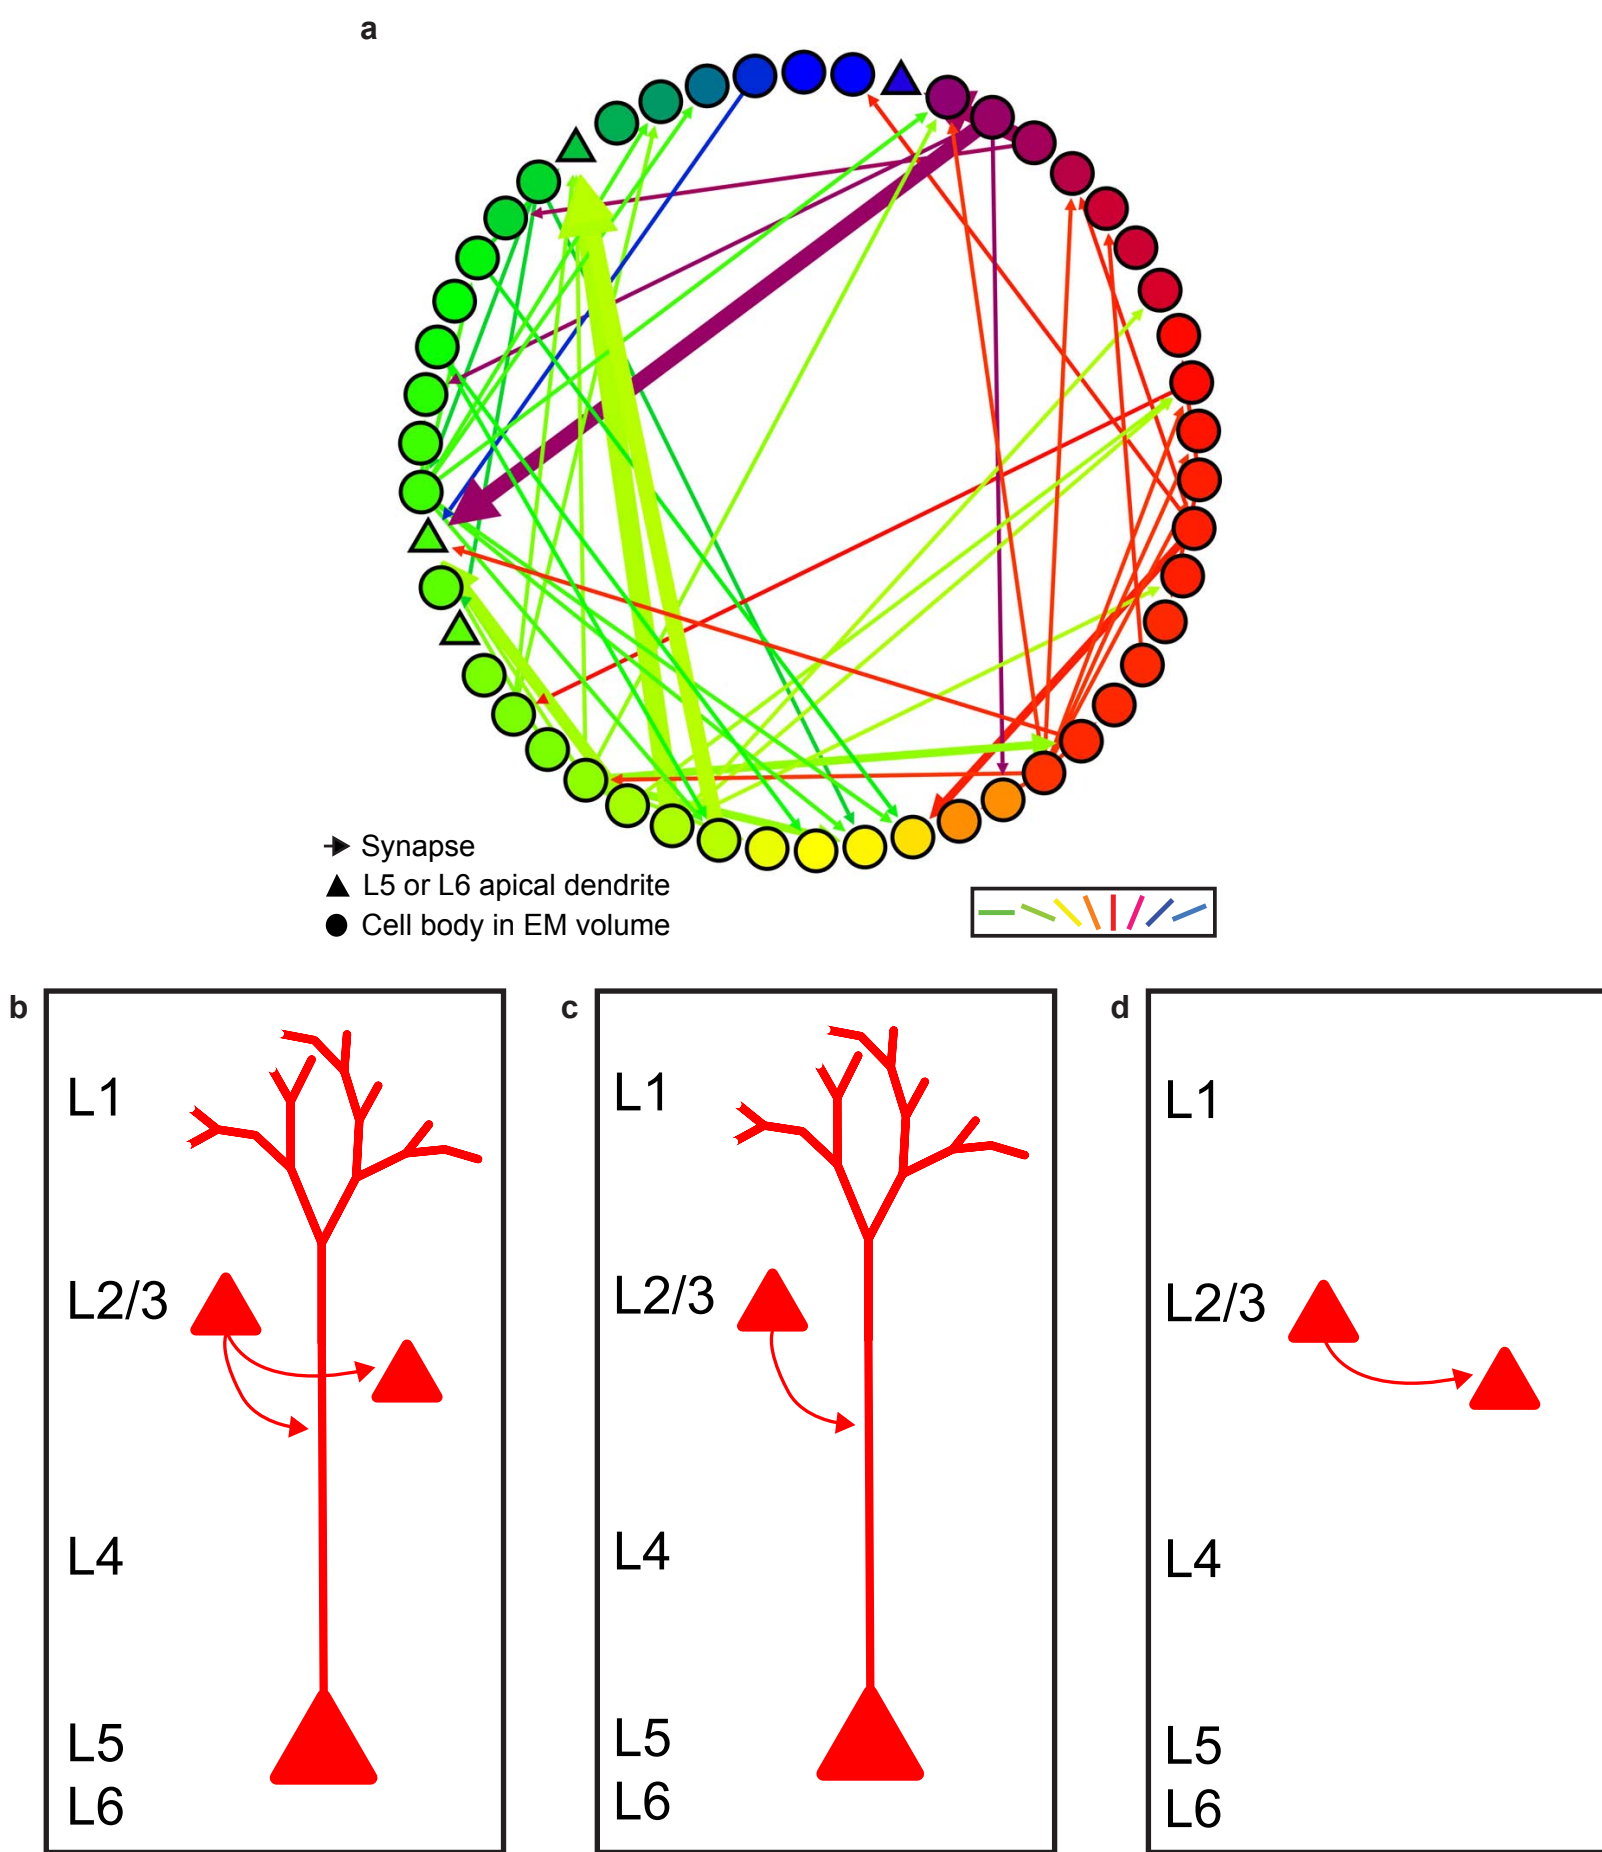 a
Synapse
L5 or L6 apical dendrite
Cell body in EM volume
b
L1
L2/3
L4
L5
L6
c
L1
L2/3
L4
L5
L6
d
L1
L2/3
L4
L5
L6